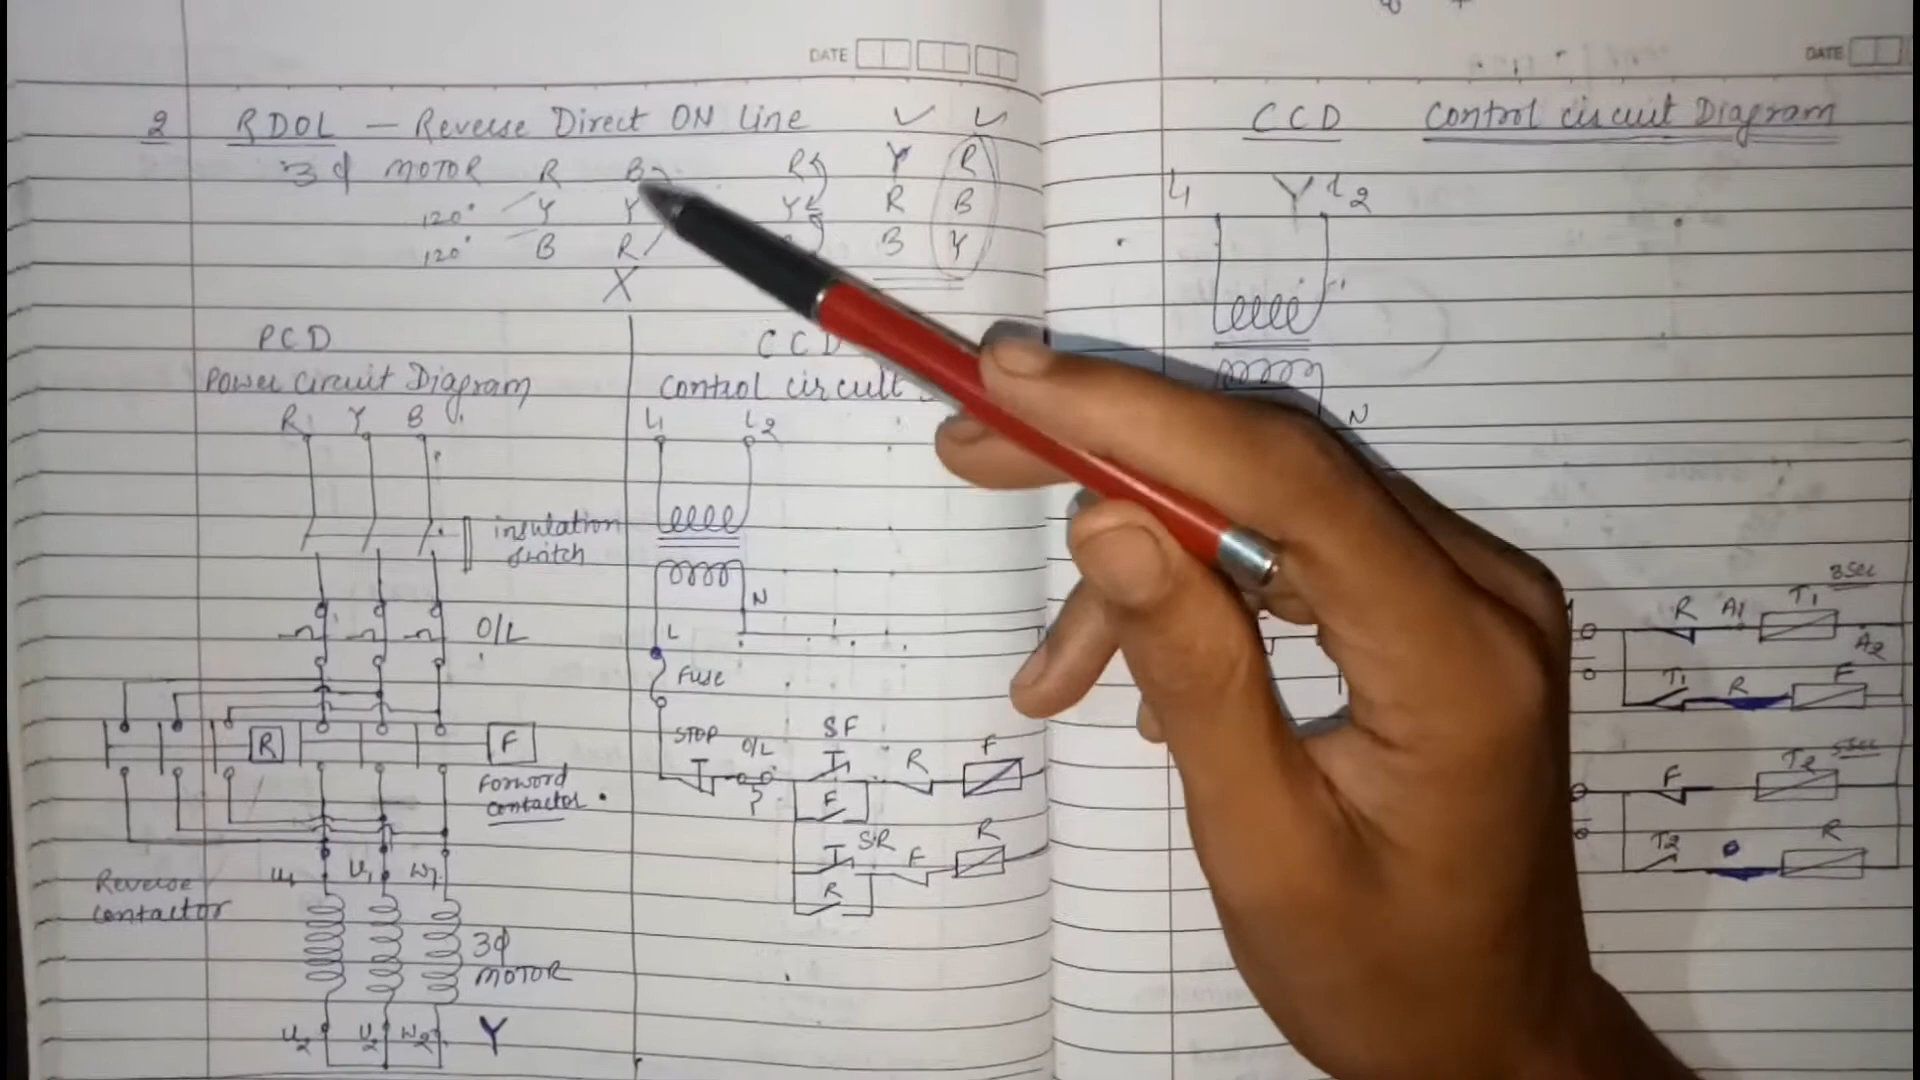 DATE
2 RDOL — Reverse Direct ON Line
3ϕ MOTOR R B R Y R
120° Y Y Y R B
120° B R B Y
X
PCD
Power Circuit Diagram
R Y B
insulation
switch
O/L
R F
Forword
contactor
Reverse
contactor
U1 V1 W1
3ϕ
MOTOR
U2 V2 W2 Y
CCD
control circuit
L1 L2
N
L
Fuse
STOP O/L SF R F
F
SR F R
R
DATE
CCD control circuit Diagram
L1 Y L2
N
R A1 T1 3sec
A2
T1 R F
F T2 5sec
T2 R